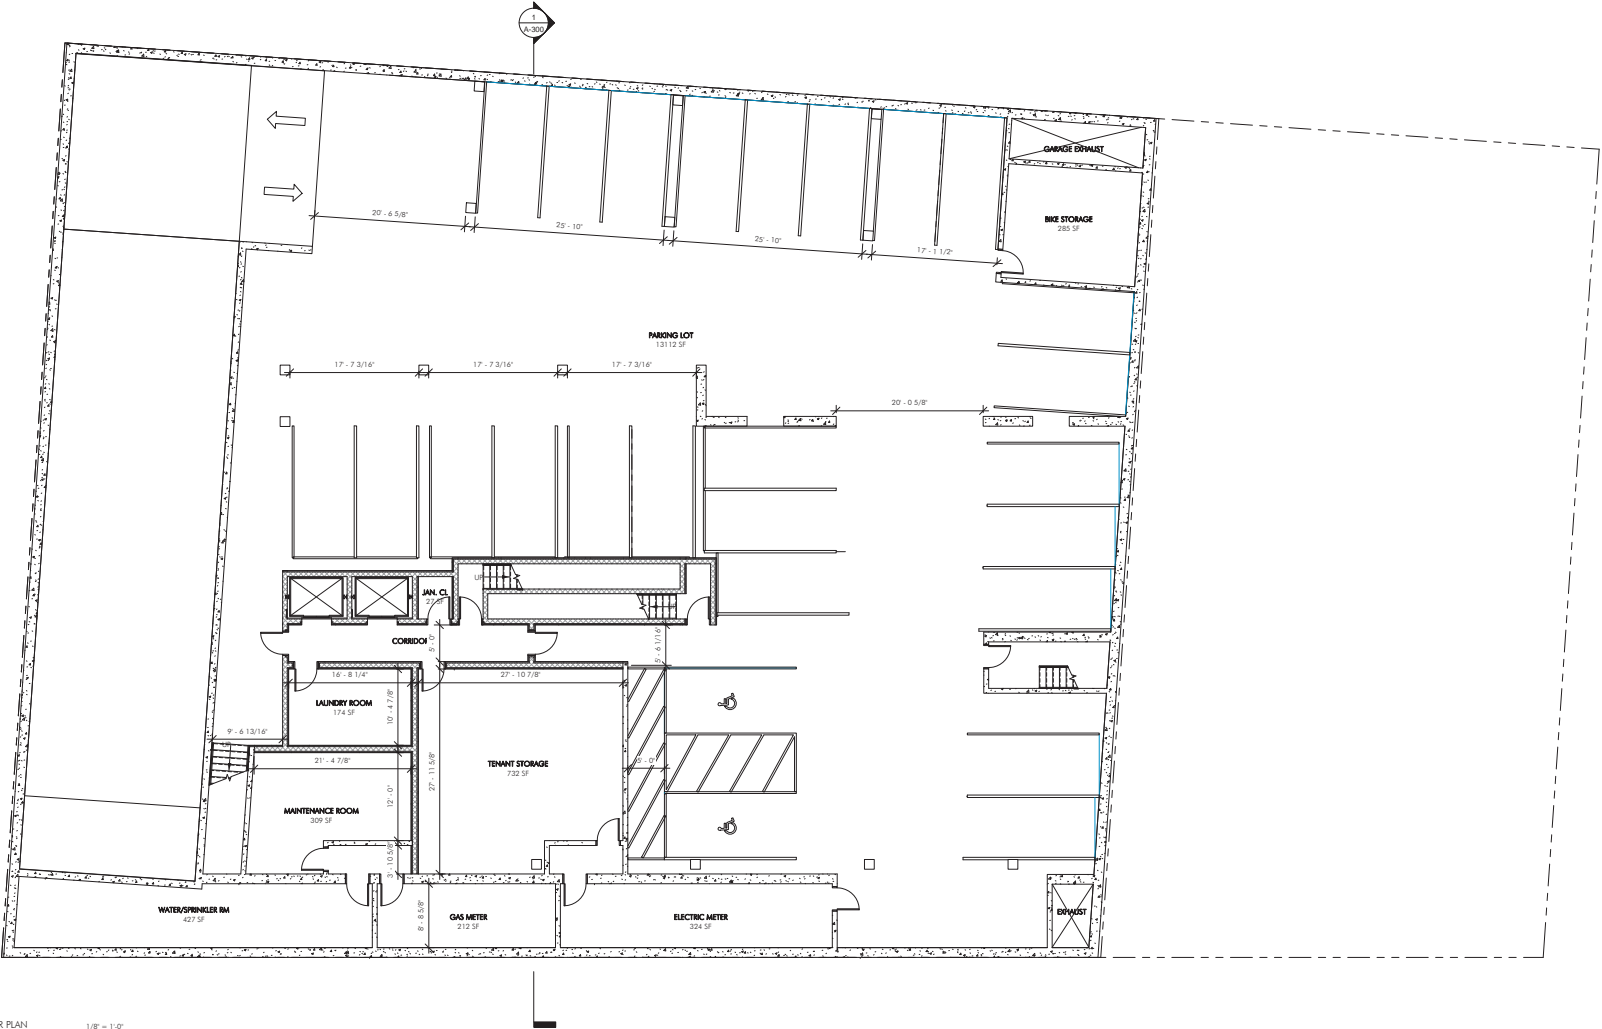 1
A-300
GARAGE EXHAUST
BIKE STORAGE
285 SF
20' - 6 5/8"
25' - 10"
25' - 10"
17' - 1 1/2"
PARKING LOT
13112 SF
17' - 7 3/16"
17' - 7 3/16"
17' - 7 3/16"
20' - 0 5/8"
UP
JAN. CL
27 SF
CORRIDOR
5' - 0"
5' - 6 1/16"
16' - 8 1/4"
27' - 10 7/8"
LAUNDRY ROOM
174 SF
10' - 4 7/8"
9' - 6 13/16"
21' - 4 7/8"
TENANT STORAGE
732 SF
27' - 11 5/8"
5' - 0"
MAINTENANCE ROOM
309 SF
12' - 0"
3' - 10 5/8"
WATER/SPRINKLER RM
427 SF
8' - 8 5/8"
GAS METER
212 SF
ELECTRIC METER
324 SF
EXHAUST
R PLAN
1/8" = 1'-0"